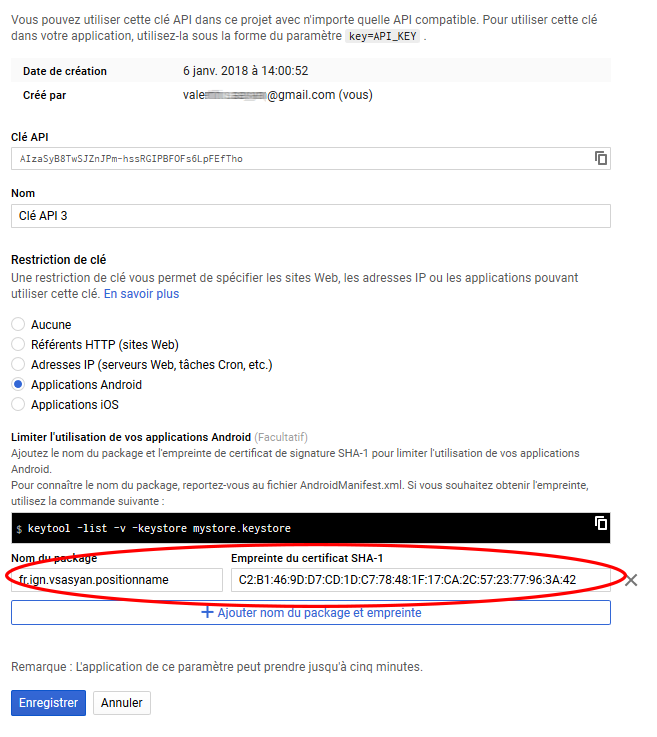 Vous pouvez utiliser cette clé API dans ce projet avec n'importe quelle API compatible. Pour utiliser cette clé
dans votre application, utilisez-la sous la forme du paramètre key=API_KEY .
Date de création 6 janv. 2018 à 14:00:52
Créé par vale @gmail.com (vous)
Clé API
AIzaSyB8TwSJZnJPm-hssRGIPBFOFs6LpFEfTho
Nom
Clé API 3
Restriction de clé
Une restriction de clé vous permet de spécifier les sites Web, les adresses IP ou les applications pouvant
utiliser cette clé. En savoir plus
Aucune
Référents HTTP (sites Web)
Adresses IP (serveurs Web, tâches Cron, etc.)
Applications Android
Applications iOS
Limiter l'utilisation de vos applications Android (Facultatif)
Ajoutez le nom du package et l'empreinte de certificat de signature SHA-1 pour limiter l'utilisation de vos applications
Android.
Pour connaître le nom du package, reportez-vous au fichier AndroidManifest.xml. Si vous souhaitez obtenir l'empreinte,
utilisez la commande suivante :
$ keytool -list -v -keystore mystore.keystore
Nom du package Empreinte du certificat SHA-1
fr.ign.vsasyan.positionname C2:B1:46:9D:D7:CD:1D:C7:78:48:1F:17:CA:2C:57:23:77:96:3A:42
+ Ajouter nom du package et empreinte
Remarque : L'application de ce paramètre peut prendre jusqu'à cinq minutes.
Enregistrer Annuler